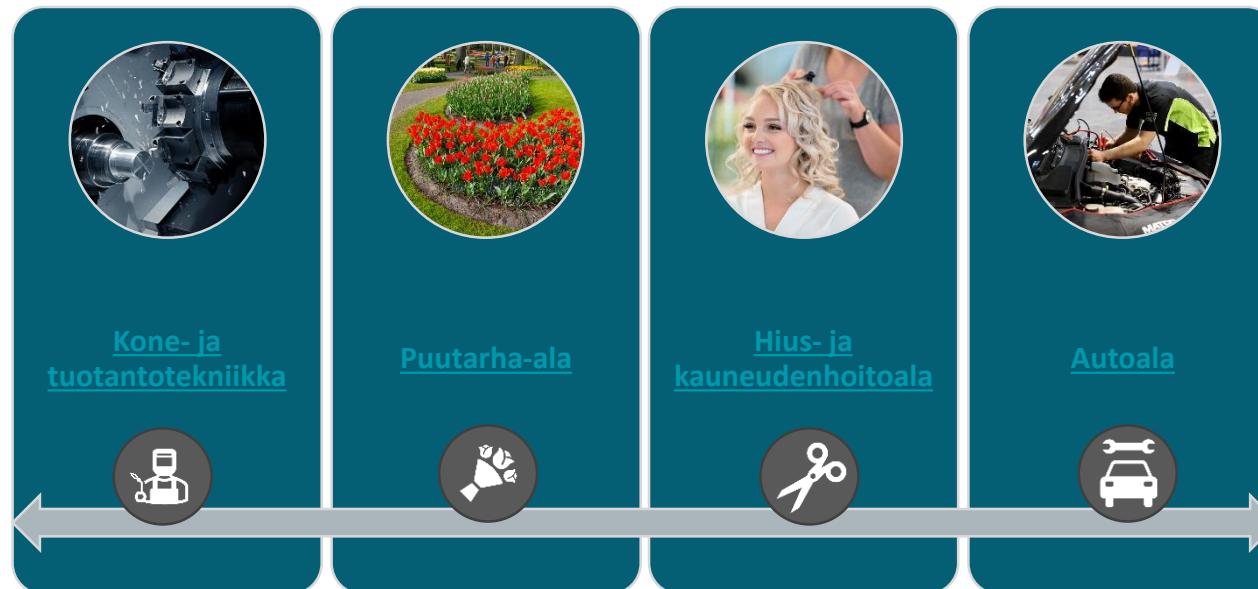 Kone- ja
tuotantotekniikka
Puutarha-ala
Hius- ja
kauneudenhoitoala
Autoala